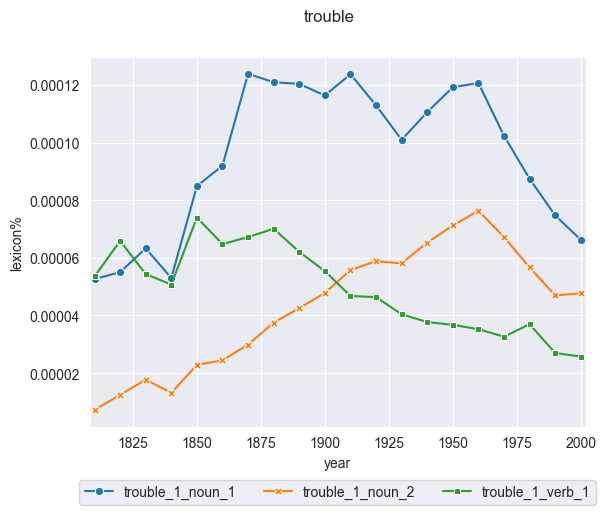 trouble
0.00012
0.00010
0.00008
0.00006
0.00004
0.00002
lexicon%
1825 1850 1875 1900 1925 1950 1975 2000
year
trouble_1_noun_1 trouble_1_noun_2 trouble_1_verb_1